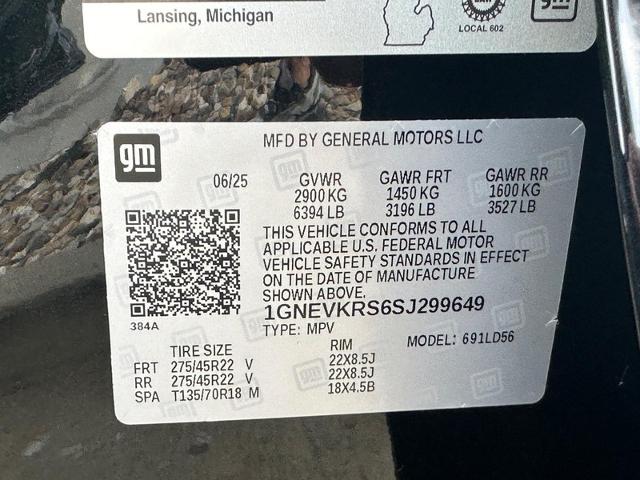 Lansing, Michigan
LOCAL 602
gm
MFD BY GENERAL MOTORS LLC
06/25 GVWR GAWR FRT GAWR RR
2900 KG 1450 KG 1600 KG
6394 LB 3196 LB 3527 LB
THIS VEHICLE CONFORMS TO ALL
APPLICABLE U.S. FEDERAL MOTOR
VEHICLE SAFETY STANDARDS IN EFFECT
ON THE DATE OF MANUFACTURE
SHOWN ABOVE.
384A
1GNEVKRS6SJ299649
TYPE: MPV MODEL: 691LD56
TIRE SIZE RIM
FRT 275/45R22 V 22X8.5J
RR 275/45R22 V 22X8.5J
SPA T135/70R18 M 18X4.5B